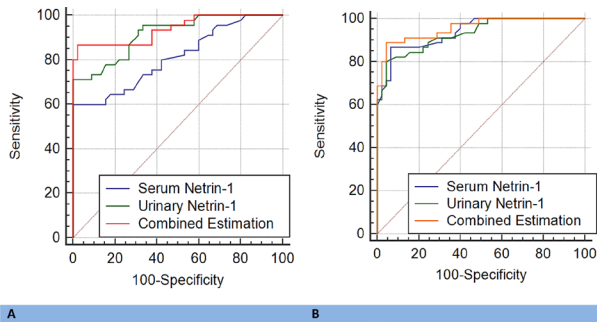 100
80
60
40
20
0
Sensitivity
Serum Netrin-1
Urinary Netrin-1
Combined Estimation
0 20 40 60 80 100
100-Specificity
100
80
60
40
20
0
Sensitivity
Serum Netrin-1
Urinary Netrin-1
Combined Estimation
0 20 40 60 80 100
100-Specificity
A B